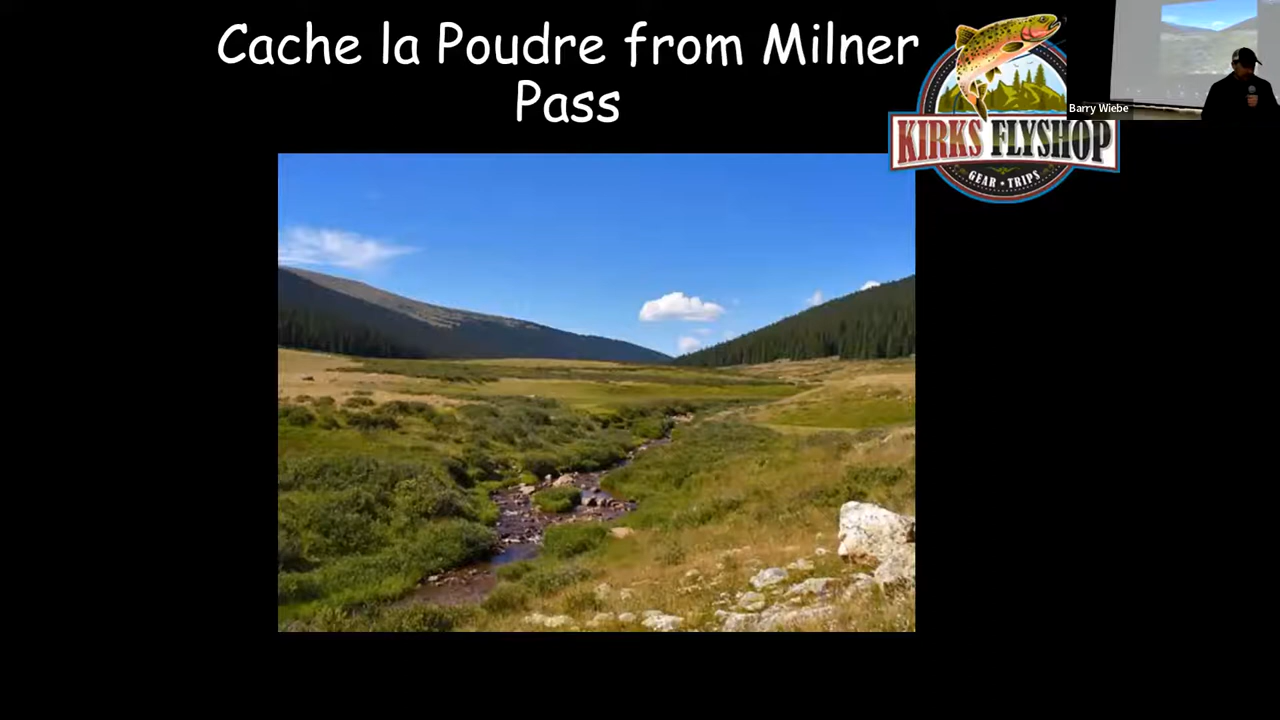 Cache la Poudre from Milner
Pass
Barry Wiebe
KIRKS FLYSHOP
GEAR • TRIPS